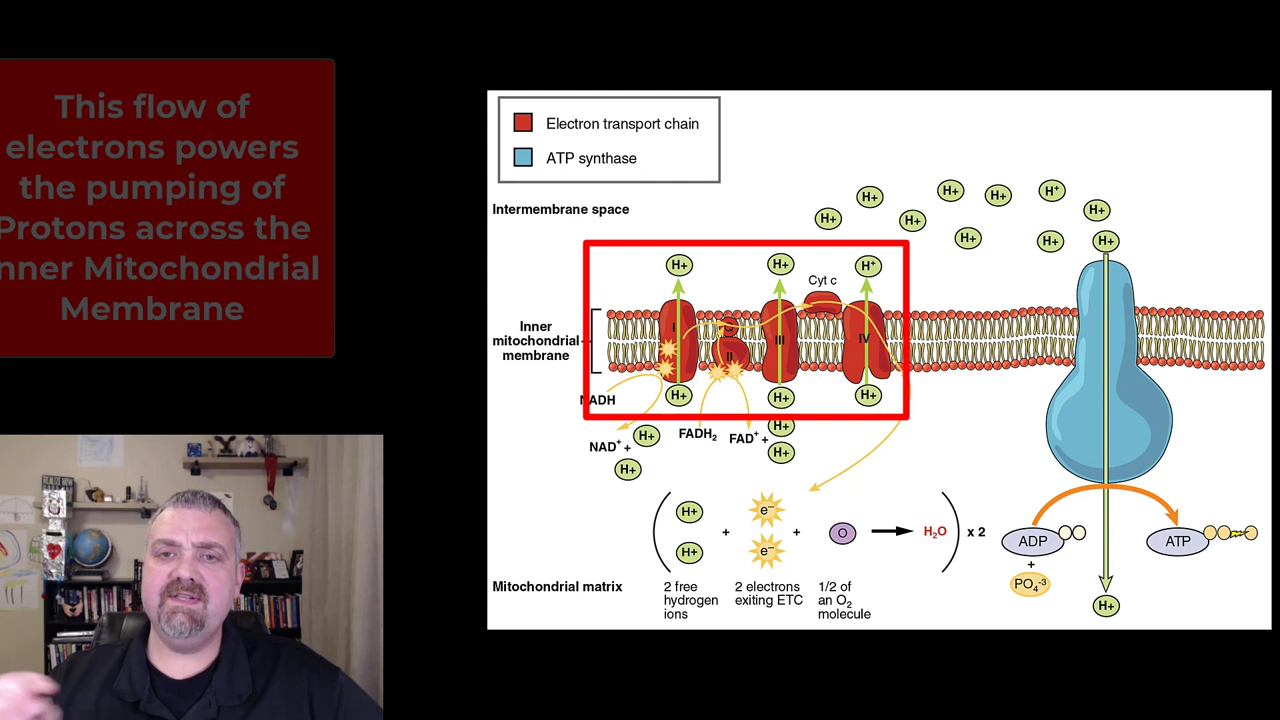 This flow of
electrons powers
the pumping of
Protons across the
nner Mitochondrial
Membrane
Electron transport chain
ATP synthase
Intermembrane space
H+
H+
H+
H+
H+
H+
H+
H+
H+
H+
H+
H+
H+
Cyt c
Inner
mitochondrial
membrane
I
Q
II
III
IV
NADH
H+
H+
H+
NAD+ +
H+
H+
FADH2
FAD+ +
H+
H+
H+
H+
+
e−
e−
+
O
H2O
x 2
2 free
hydrogen
ions
2 electrons
exiting ETC
1/2 of
an O2
molecule
Mitochondrial matrix
ADP
+
PO4-3
ATP
H+